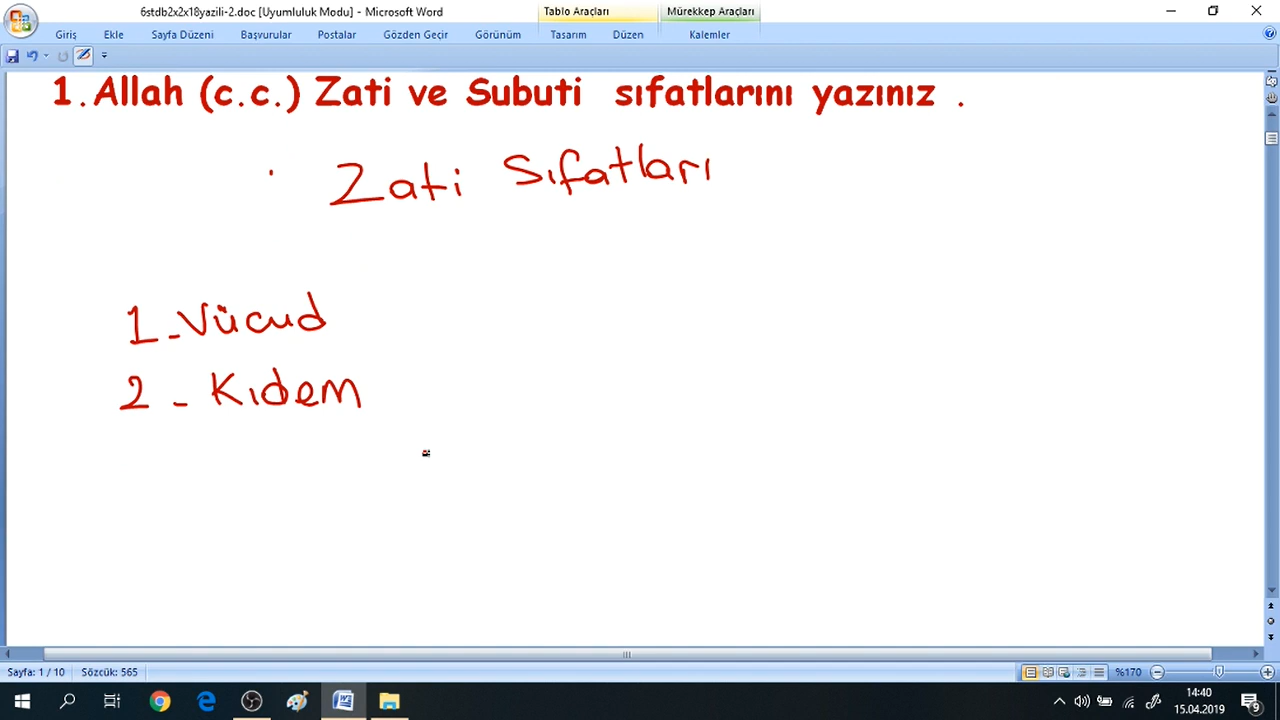 6stdb2x2x18yazili-2.doc [Uyumluluk Modu] - Microsoft Word
Tablo Araçları
Mürekkep Araçları
Giriş Ekle Sayfa Düzeni Başvurular Postalar Gözden Geçir Görünüm Tasarım Düzen Kalemler
1.Allah (c.c.) Zati ve Subuti sıfatlarını yazınız .
Zati Sıfatları
1-Vücud
2 - Kıdem
Sayfa: 1 / 10 Sözcük: 565 %170
14:40
15.04.2019
9